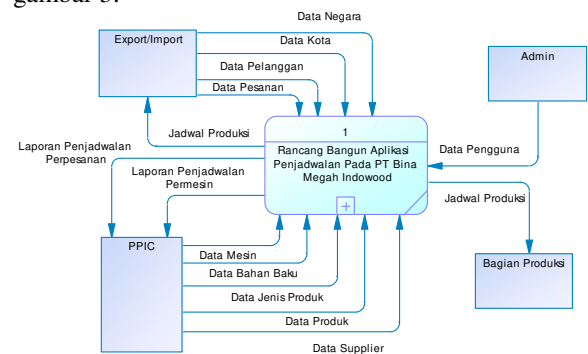 gambar 3.
Data Negara
Export/Import
Data Kota
Admin
Data Pelanggan
Data Pesanan
1
Jadwal Produksi
Rancang Bangun Aplikasi
Penjadwalan Pada PT Bina
Megah Indowood
Data Pengguna
Laporan Penjadwalan
Perpesanan
Laporan Penjadwalan
Permesin
Jadwal Produksi
PPIC
Data Mesin
Bagian Produksi
Data Bahan Baku
Data Jenis Produk
Data Produk
Data Supplier